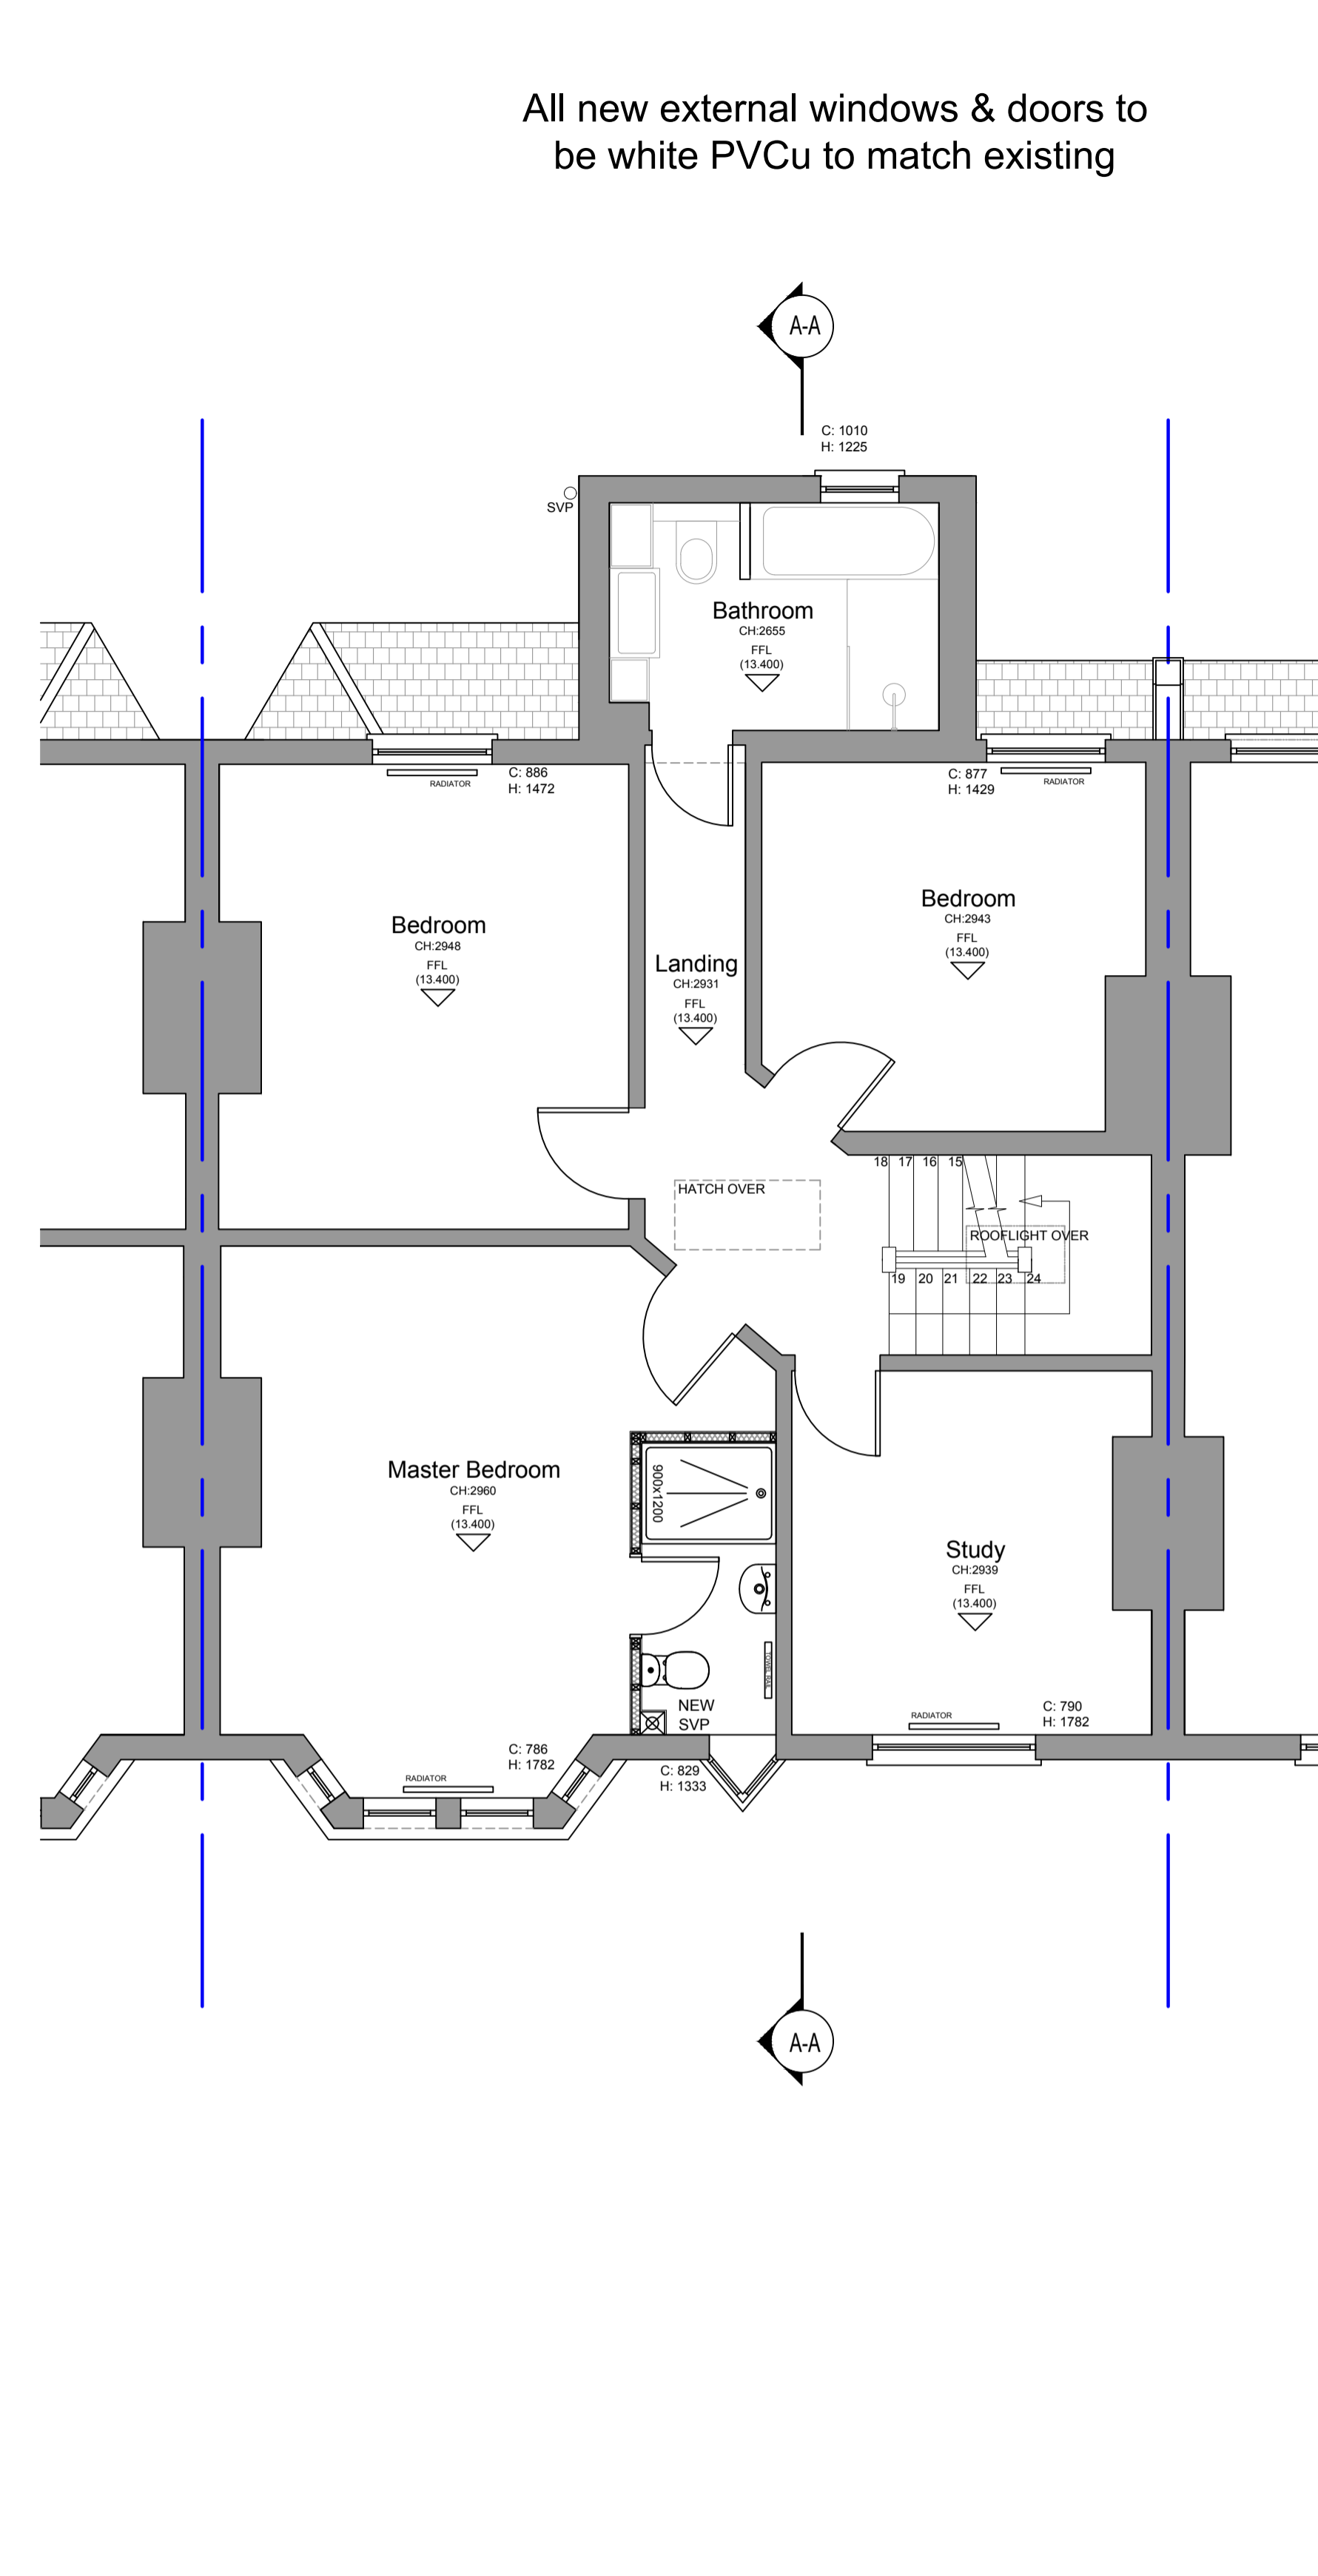 All new external windows & doors to
be white PVCu to match existing
A-A
C: 1010
H: 1225
SVP
Bathroom
CH:2655
FFL
(13.400)
RADIATOR
C: 886
H: 1472
C: 877
H: 1429
RADIATOR
Bedroom
CH:2948
FFL
(13.400)
Landing
CH:2931
FFL
(13.400)
Bedroom
CH:2943
FFL
(13.400)
18 17 16 15
HATCH OVER
ROOFLIGHT OVER
19 20 21 22 23 24
Master Bedroom
CH:2960
FFL
(13.400)
900x1200
Study
CH:2939
FFL
(13.400)
TOWEL RAIL
NEW
SVP
RADIATOR
C: 790
H: 1782
C: 786
H: 1782
RADIATOR
C: 829
H: 1333
A-A